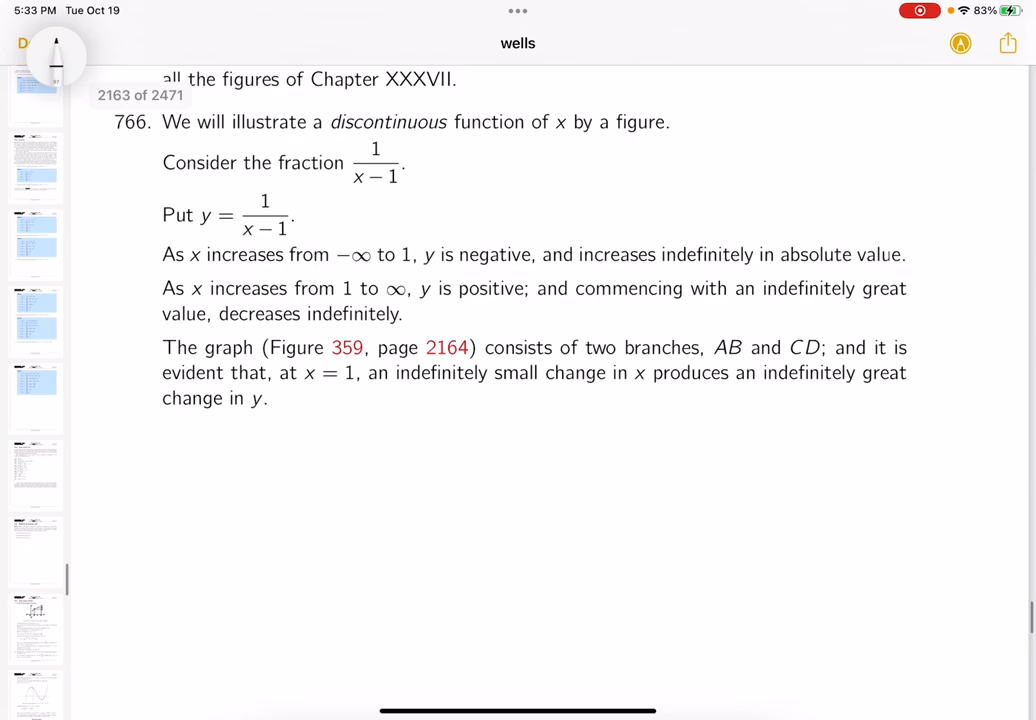 5:33 PM Tue Oct 19
83%
wells
all the figures of Chapter XXXVII.
2163 of 2471
766. We will illustrate a discontinuous function of x by a figure.
Consider the fraction 1/(x − 1).
Put y = 1/(x − 1).
As x increases from −∞ to 1, y is negative, and increases indefinitely in absolute value.
As x increases from 1 to ∞, y is positive; and commencing with an indefinitely great
value, decreases indefinitely.
The graph (Figure 359, page 2164) consists of two branches, AB and CD; and it is
evident that, at x = 1, an indefinitely small change in x produces an indefinitely great
change in y.